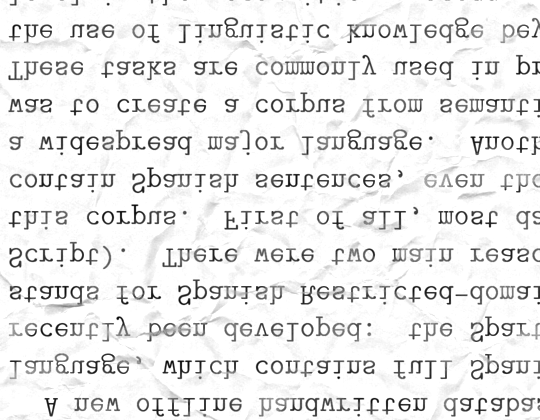 A new offline handwritten databas
language, which contains full Spani
recently been developed: the Spart
stands for Spanish Restricted-domai
Script). There were two main reaso
this corpus. First of all, most da
contain Spanish sentences, even the
a widespread major language. Anoth
was to create a corpus from semanti
These tasks are commonly used in pr
the use of linguistic knowledge bey